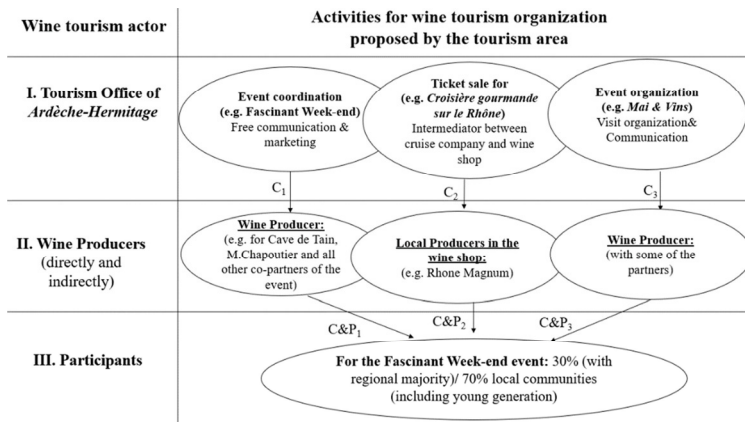 Wine tourism actor
Activities for wine tourism organization
proposed by the tourism area
I. Tourism Office of
Ardèche-Hermitage
Event coordination
(e.g. Fascinant Week-end)
Free communication &
marketing
Ticket sale for
(e.g. Croisière gourmande
sur le Rhône)
Intermediator between
cruise company and wine
shop
Event organization
(e.g. Mai & Vins)
Visit organization&
Communication
C1
C2
C3
II. Wine Producers
(directly and
indirectly)
Wine Producer:
(e.g. for Cave de Tain,
M.Chapoutier and all
other co-partners of the
event)
Local Producers in the
wine shop:
(e.g. Rhone Magnum)
Wine Producer:
(with some of the
partners)
C&P1
C&P2
C&P3
III. Participants
For the Fascinant Week-end event: 30% (with
regional majority)/ 70% local communities
(including young generation)